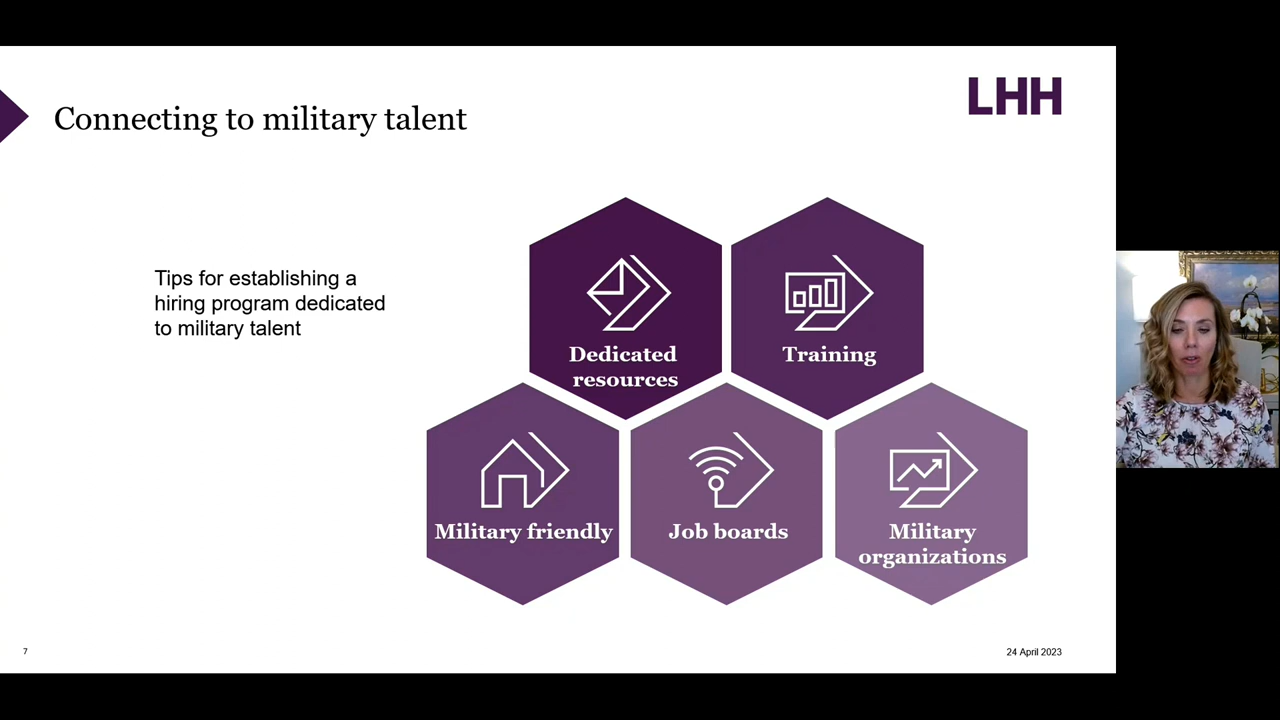 LHH
Connecting to military talent
Tips for establishing a
hiring program dedicated
to military talent
Dedicated
resources
Training
Military friendly
Job boards
Military
organizations
7
24 April 2023